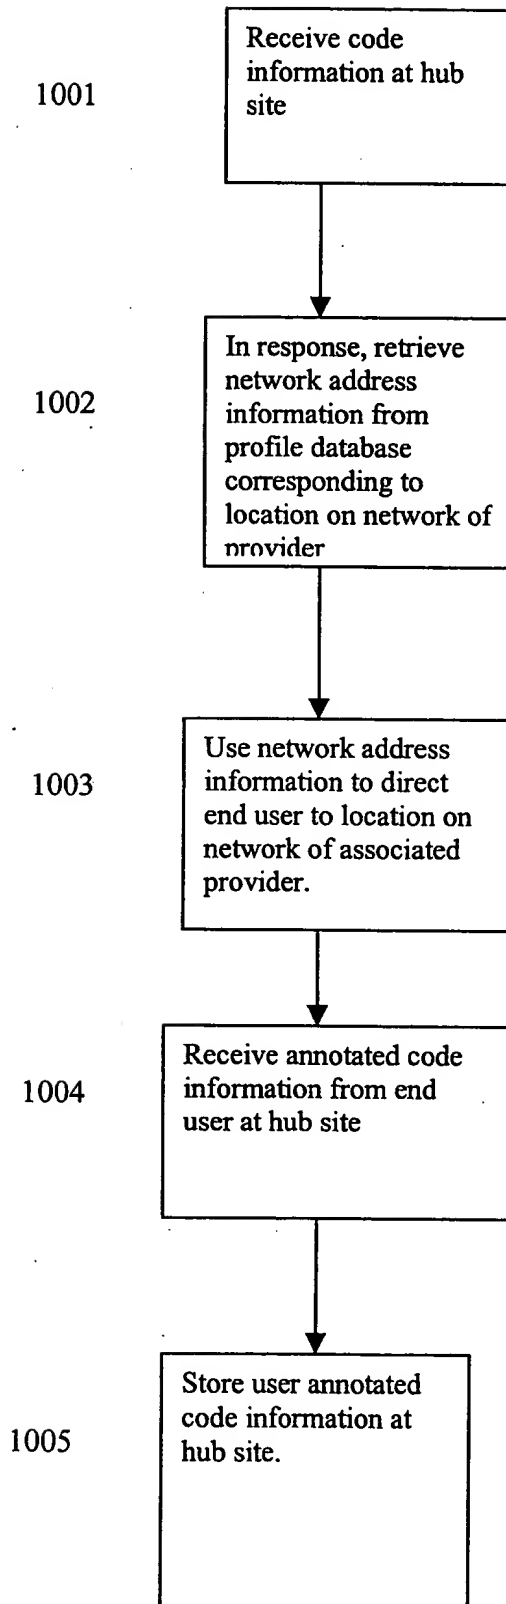 1001
Receive code
information at hub
site
1002
In response, retrieve
network address
information from
profile database
corresponding to
location on network of
provider
1003
Use network address
information to direct
end user to location on
network of associated
provider.
1004
Receive annotated code
information from end
user at hub site
1005
Store user annotated
code information at
hub site.